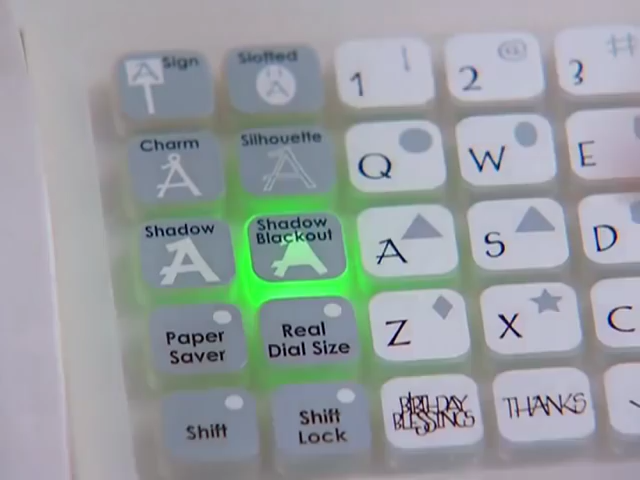 Sign Slotted 1 ! 2 @ 3 #
Charm Silhouette Q W E
Shadow Shadow A S D
Blackout
Paper Real Z X C
Saver Dial Size
Shift Shift BIRTHDAY THANKS
Lock BLESSINGS